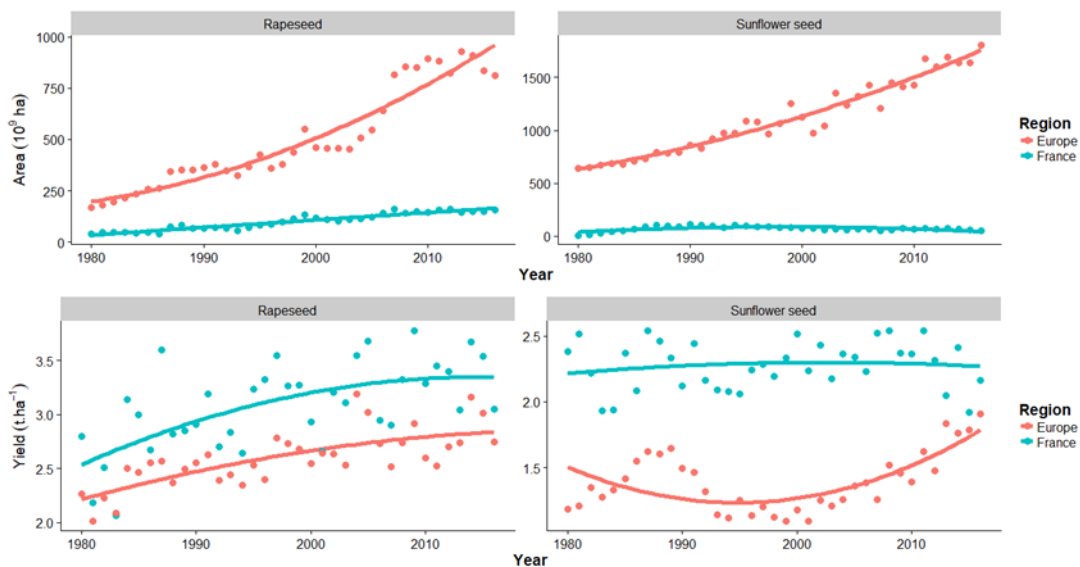 Rapeseed
Sunflower seed
1000
750
500
250
0
Area (10⁹ ha)
1500
1000
500
0
1980 1990 2000 2010
1980 1990 2000 2010
Year
Region
Europe
France
Rapeseed
Sunflower seed
3.5
3.0
2.5
2.0
Yield (t.ha⁻¹)
2.5
2.0
1.5
1980 1990 2000 2010
1980 1990 2000 2010
Year
Region
Europe
France